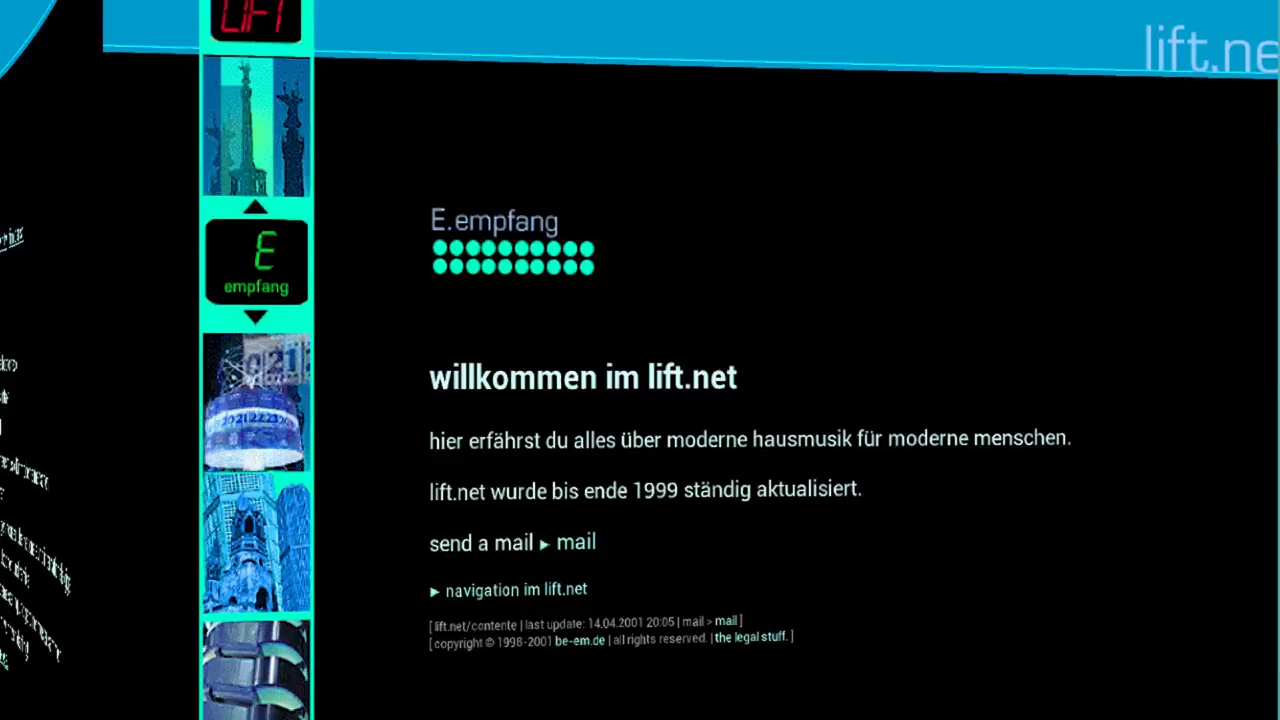 LIFT
lift.ne
E
empfang
E.empfang
willkommen im lift.net
hier erfährst du alles über moderne hausmusik für moderne menschen.
lift.net wurde bis ende 1999 ständig aktualisiert.
send a mail ▸ mail
▸ navigation im lift.net
[ lift.net/contente | last update: 14.04.2001 20:05 | mail > mail ]
[ copyright © 1998-2001 be-em.de | all rights reserved. | the legal stuff. ]